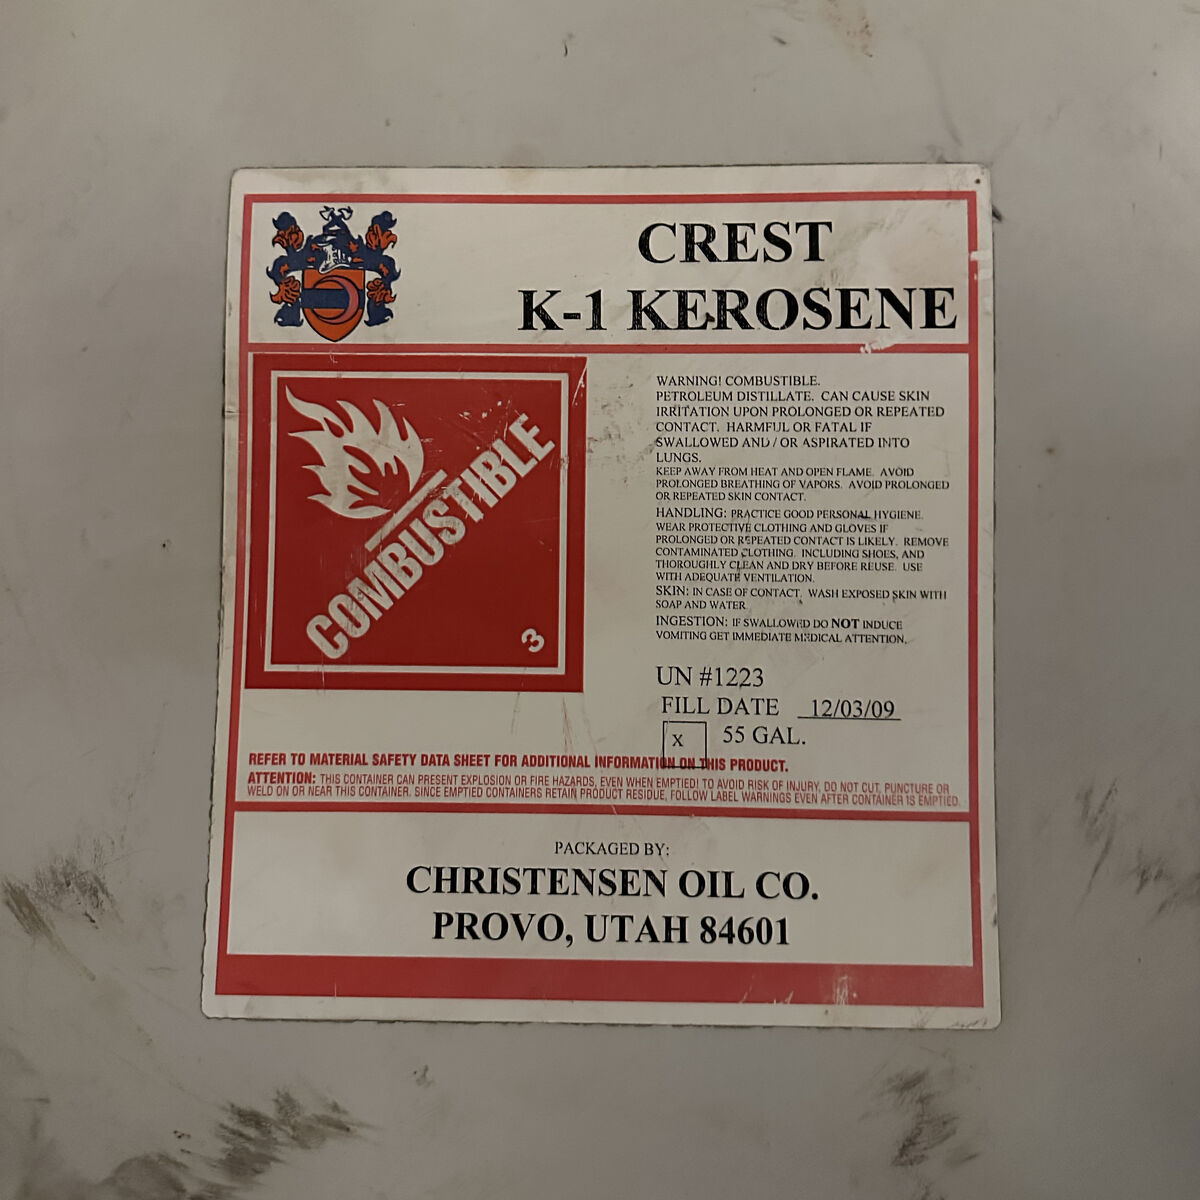 CREST
K-1 KEROSENE
COMBUSTIBLE
3
WARNING! COMBUSTIBLE.
PETROLEUM DISTILLATE. CAN CAUSE SKIN
IRRITATION UPON PROLONGED OR REPEATED
CONTACT. HARMFUL OR FATAL IF
SWALLOWED AND / OR ASPIRATED INTO
LUNGS.
KEEP AWAY FROM HEAT AND OPEN FLAME. AVOID
PROLONGED BREATHING OF VAPORS. AVOID PROLONGED
OR REPEATED SKIN CONTACT.
HANDLING: PRACTICE GOOD PERSONAL HYGIENE.
WEAR PROTECTIVE CLOTHING AND GLOVES IF
PROLONGED OR REPEATED CONTACT IS LIKELY. REMOVE
CONTAMINATED CLOTHING. INCLUDING SHOES, AND
THOROUGHLY CLEAN AND DRY BEFORE REUSE. USE
WITH ADEQUATE VENTILATION.
SKIN: IN CASE OF CONTACT, WASH EXPOSED SKIN WITH
SOAP AND WATER
INGESTION: IF SWALLOWED DO NOT INDUCE
VOMITING GET IMMEDIATE MEDICAL ATTENTION,
UN #1223
FILL DATE 12/03/09
X 55 GAL.
REFER TO MATERIAL SAFETY DATA SHEET FOR ADDITIONAL INFORMATION ON THIS PRODUCT.
ATTENTION: THIS CONTAINER CAN PRESENT EXPLOSION OR FIRE HAZARDS, EVEN WHEN EMPTIED! TO AVOID RISK OF INJURY, DO NOT CUT, PUNCTURE OR
WELD ON OR NEAR THIS CONTAINER. SINCE EMPTIED CONTAINERS RETAIN PRODUCT RESIDUE, FOLLOW LABEL WARNINGS EVEN AFTER CONTAINER IS EMPTIED.
PACKAGED BY:
CHRISTENSEN OIL CO.
PROVO, UTAH 84601